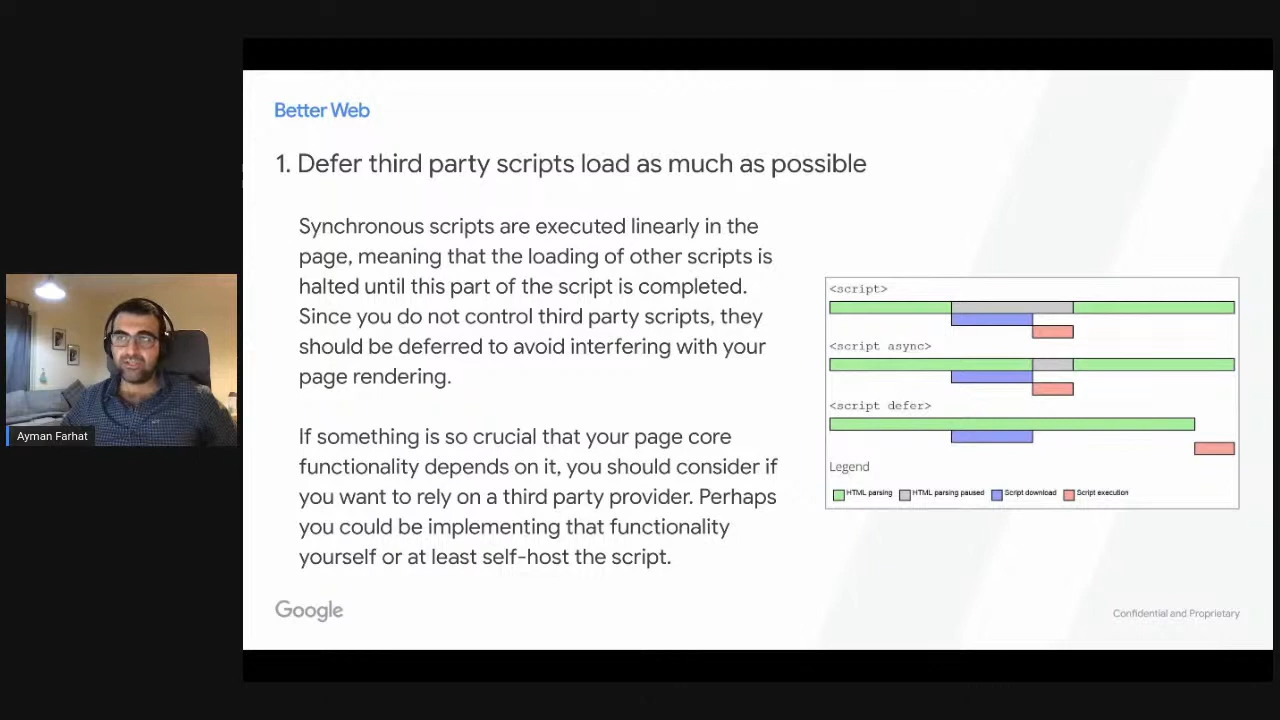 Better Web
1. Defer third party scripts load as much as possible
Synchronous scripts are executed linearly in the
page, meaning that the loading of other scripts is
halted until this part of the script is completed.
Since you do not control third party scripts, they
should be deferred to avoid interfering with your
page rendering.
If something is so crucial that your page core
functionality depends on it, you should consider if
you want to rely on a third party provider. Perhaps
you could be implementing that functionality
yourself or at least self-host the script.
<script>
<script async>
<script defer>
Legend
HTML parsing HTML parsing paused Script download Script execution
Google
Confidential and Proprietary
Ayman Farhat